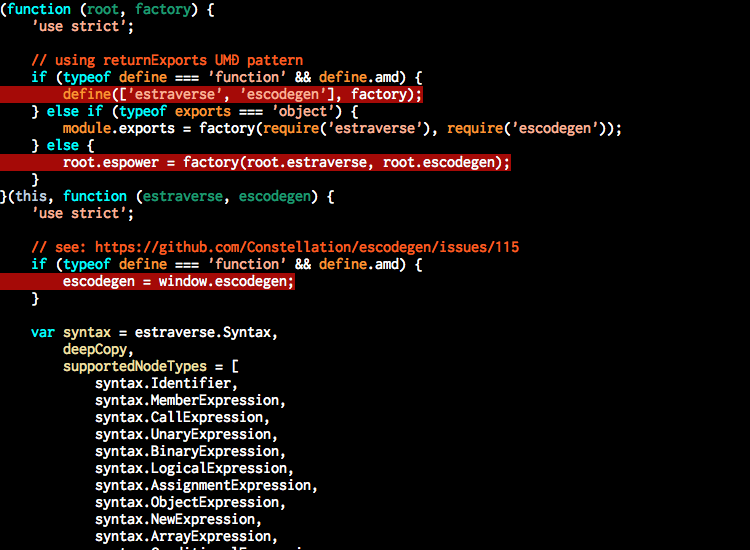 (function (root, factory) {
    'use strict';

    // using returnExports UMD pattern
    if (typeof define === 'function' && define.amd) {
        define(['estraverse', 'escodegen'], factory);
    } else if (typeof exports === 'object') {
        module.exports = factory(require('estraverse'), require('escodegen'));
    } else {
        root.espower = factory(root.estraverse, root.escodegen);
    }
}(this, function (estraverse, escodegen) {
    'use strict';

    // see: https://github.com/Constellation/escodegen/issues/115
    if (typeof define === 'function' && define.amd) {
        escodegen = window.escodegen;
    }

    var syntax = estraverse.Syntax,
        deepCopy,
        supportedNodeTypes = [
            syntax.Identifier,
            syntax.MemberExpression,
            syntax.CallExpression,
            syntax.UnaryExpression,
            syntax.BinaryExpression,
            syntax.LogicalExpression,
            syntax.AssignmentExpression,
            syntax.ObjectExpression,
            syntax.NewExpression,
            syntax.ArrayExpression,